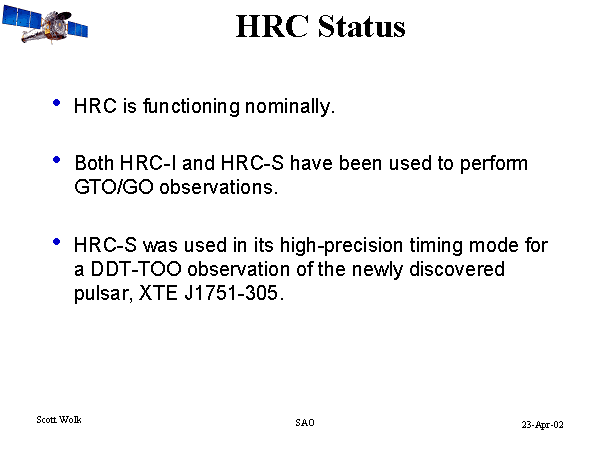 HRC Status
• HRC is functioning nominally.
• Both HRC-I and HRC-S have been used to perform
GTO/GO observations.
• HRC-S was used in its high-precision timing mode for
a DDT-TOO observation of the newly discovered
pulsar, XTE J1751-305.
Scott Wolk
SAO
23-Apr-02